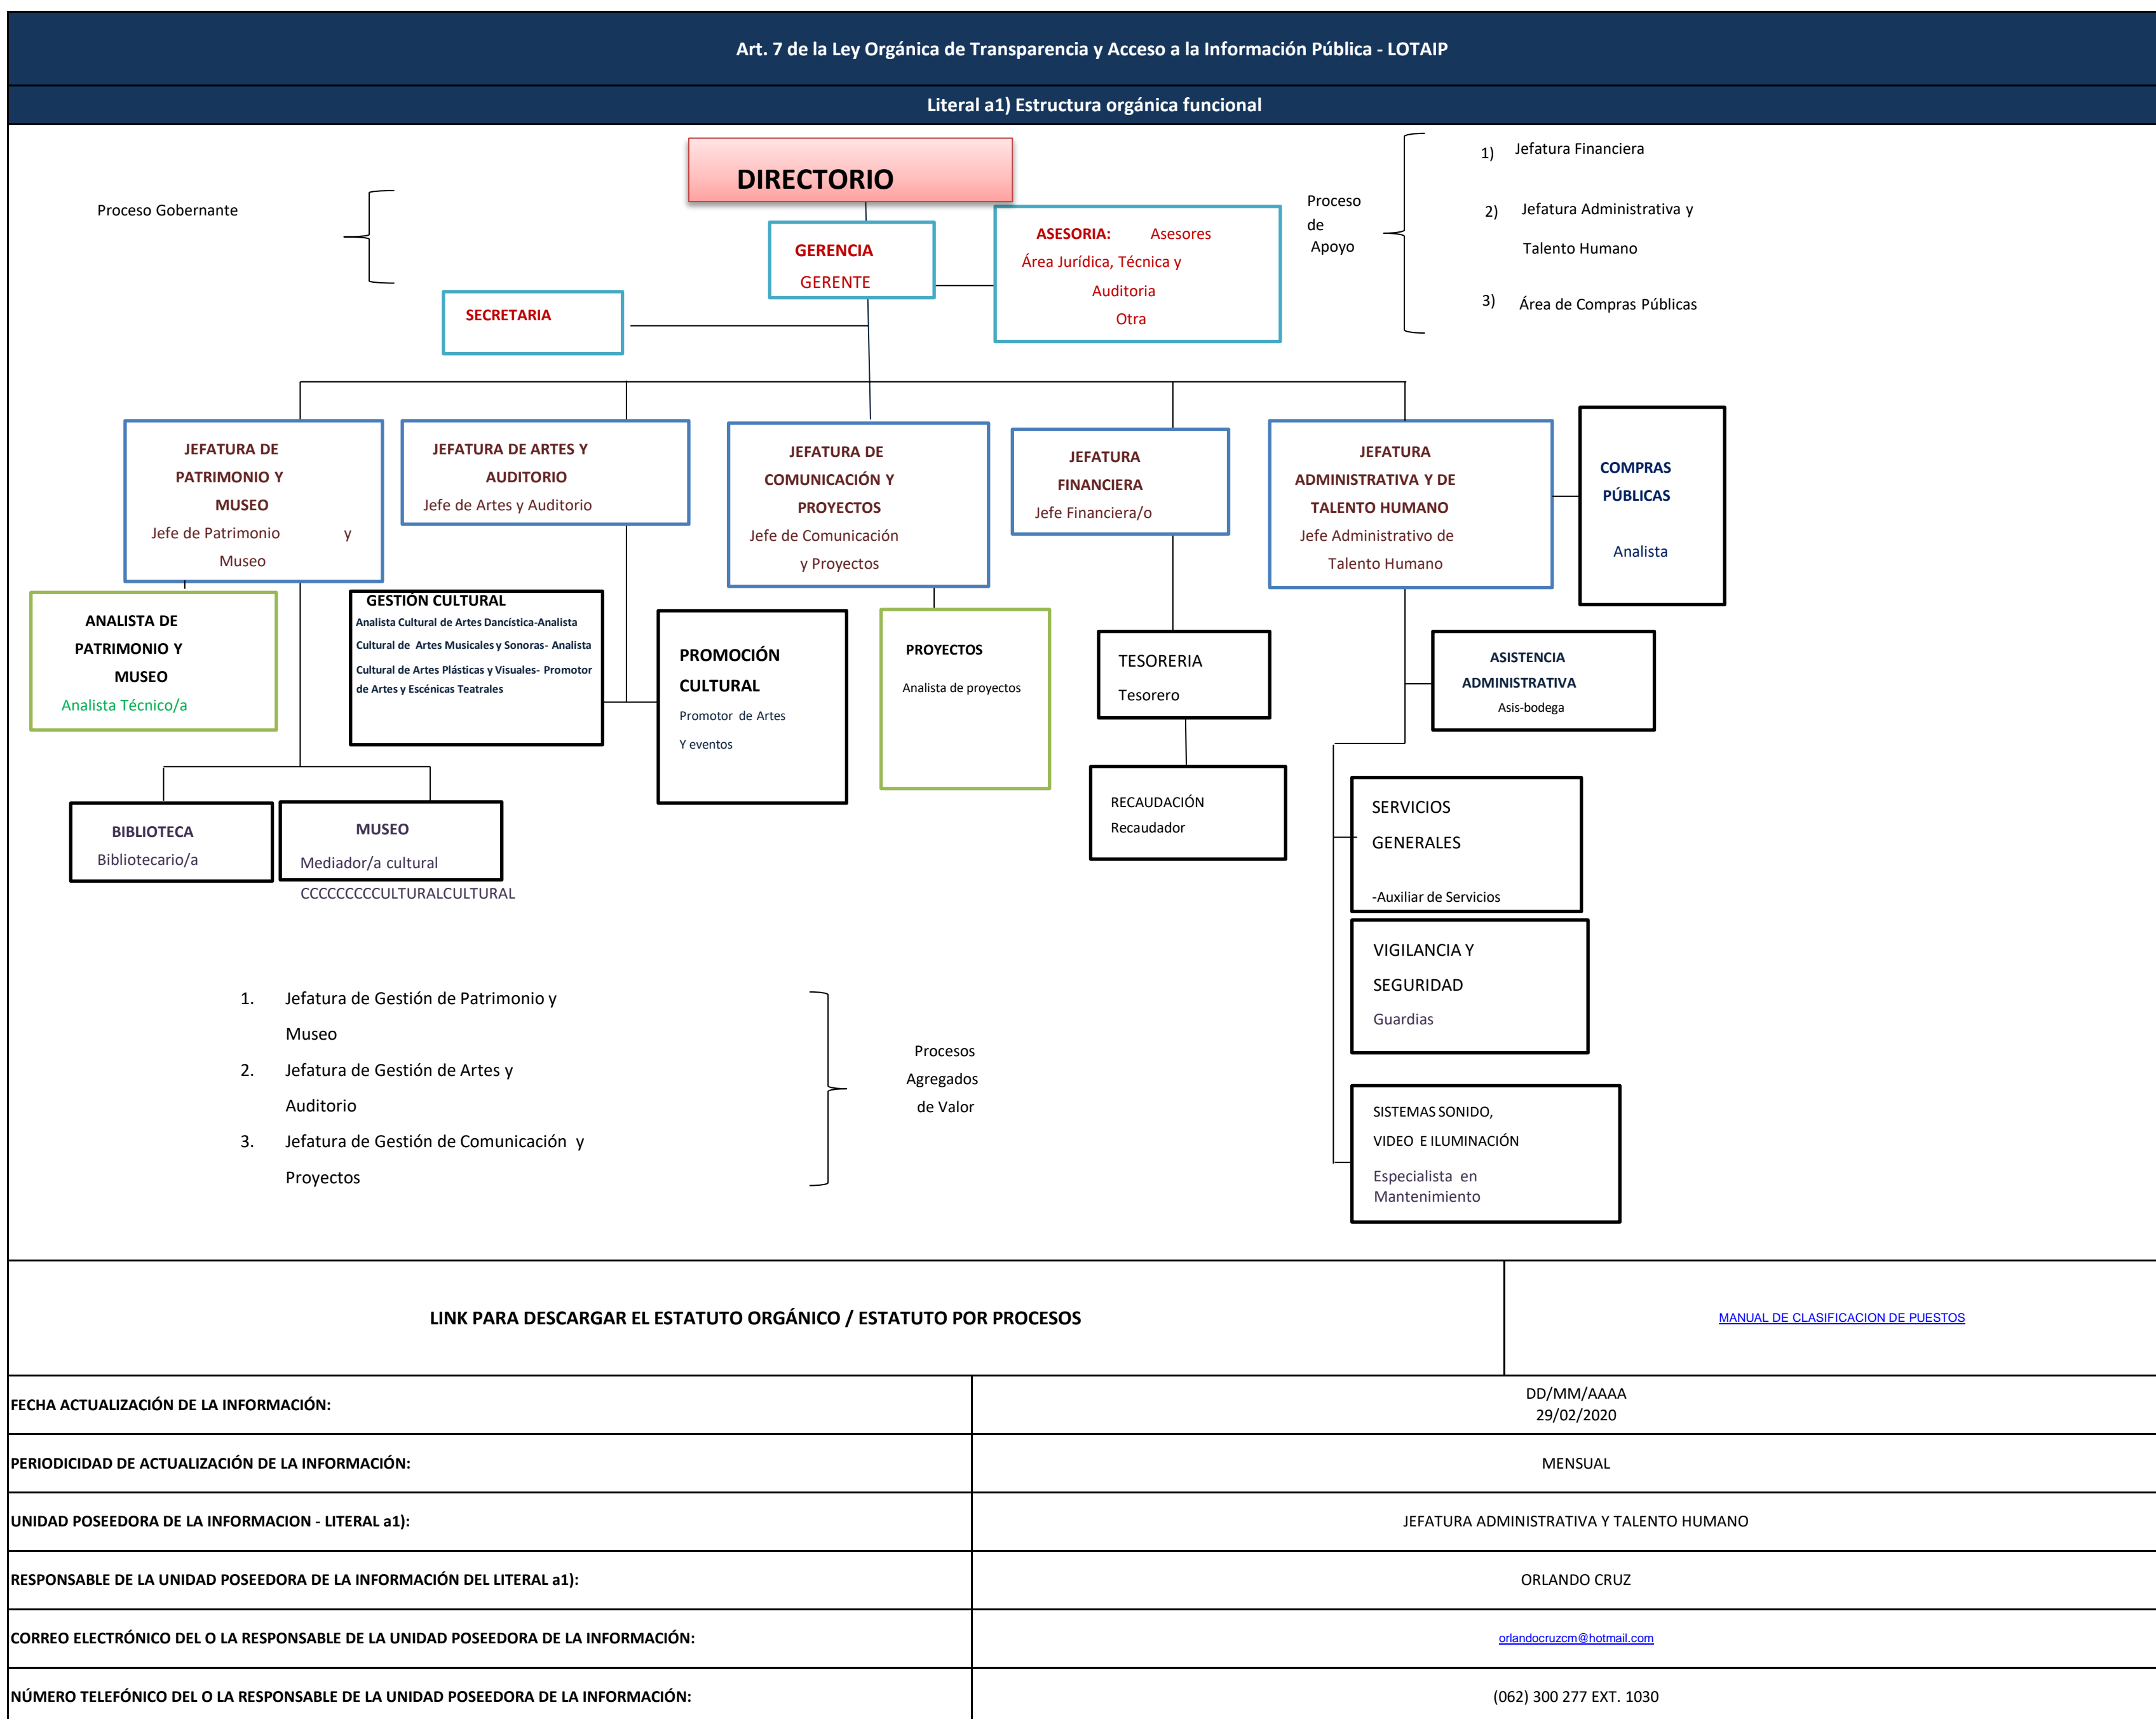 Art. 7 de la Ley Orgánica de Transparencia y Acceso a la Información Pública - LOTAIP
Literal a1) Estructura orgánica funcional
DIRECTORIO
Proceso Gobernante
GERENCIA
GERENTE
ASESORIA: Asesores
Área Jurídica, Técnica y
Auditoria
Otra
SECRETARIA
Proceso
de
Apoyo
1) Jefatura Financiera
2) Jefatura Administrativa y
Talento Humano
3) Área de Compras Públicas
JEFATURA DE
PATRIMONIO Y
MUSEO
Jefe de Patrimonio y
Museo
JEFATURA DE ARTES Y
AUDITORIO
Jefe de Artes y Auditorio
JEFATURA DE
COMUNICACIÓN Y
PROYECTOS
Jefe de Comunicación
y Proyectos
JEFATURA
FINANCIERA
Jefe Financiera/o
JEFATURA
ADMINISTRATIVA Y DE
TALENTO HUMANO
Jefe Administrativo de
Talento Humano
COMPRAS
PÚBLICAS
Analista
ANALISTA DE
PATRIMONIO Y
MUSEO
Analista Técnico/a
GESTIÓN CULTURAL
Analista Cultural de Artes Dancística-Analista
Cultural de Artes Musicales y Sonoras- Analista
Cultural de Artes Plásticas y Visuales- Promotor
de Artes y Escénicas Teatrales
PROMOCIÓN
CULTURAL
Promotor de Artes
Y eventos
PROYECTOS
Analista de proyectos
TESORERIA
Tesorero
ASISTENCIA
ADMINISTRATIVA
Asis-bodega
BIBLIOTECA
Bibliotecario/a
MUSEO
Mediador/a cultural
CCCCCCCCCULTURALCULTURAL
RECAUDACIÓN
Recaudador
SERVICIOS
GENERALES
-Auxiliar de Servicios
VIGILANCIA Y
SEGURIDAD
Guardias
SISTEMAS SONIDO,
VIDEO E ILUMINACIÓN
Especialista en
Mantenimiento
1. Jefatura de Gestión de Patrimonio y
Museo
2. Jefatura de Gestión de Artes y
Auditorio
3. Jefatura de Gestión de Comunicación y
Proyectos
Procesos
Agregados
de Valor
LINK PARA DESCARGAR EL ESTATUTO ORGÁNICO / ESTATUTO POR PROCESOS
MANUAL DE CLASIFICACION DE PUESTOS
FECHA ACTUALIZACIÓN DE LA INFORMACIÓN:
DD/MM/AAAA
29/02/2020
PERIODICIDAD DE ACTUALIZACIÓN DE LA INFORMACIÓN:
MENSUAL
UNIDAD POSEEDORA DE LA INFORMACION - LITERAL a1):
JEFATURA ADMINISTRATIVA Y TALENTO HUMANO
RESPONSABLE DE LA UNIDAD POSEEDORA DE LA INFORMACIÓN DEL LITERAL a1):
ORLANDO CRUZ
CORREO ELECTRÓNICO DEL O LA RESPONSABLE DE LA UNIDAD POSEEDORA DE LA INFORMACIÓN:
orlandocruzcm@hotmail.com
NÚMERO TELEFÓNICO DEL O LA RESPONSABLE DE LA UNIDAD POSEEDORA DE LA INFORMACIÓN:
(062) 300 277 EXT. 1030